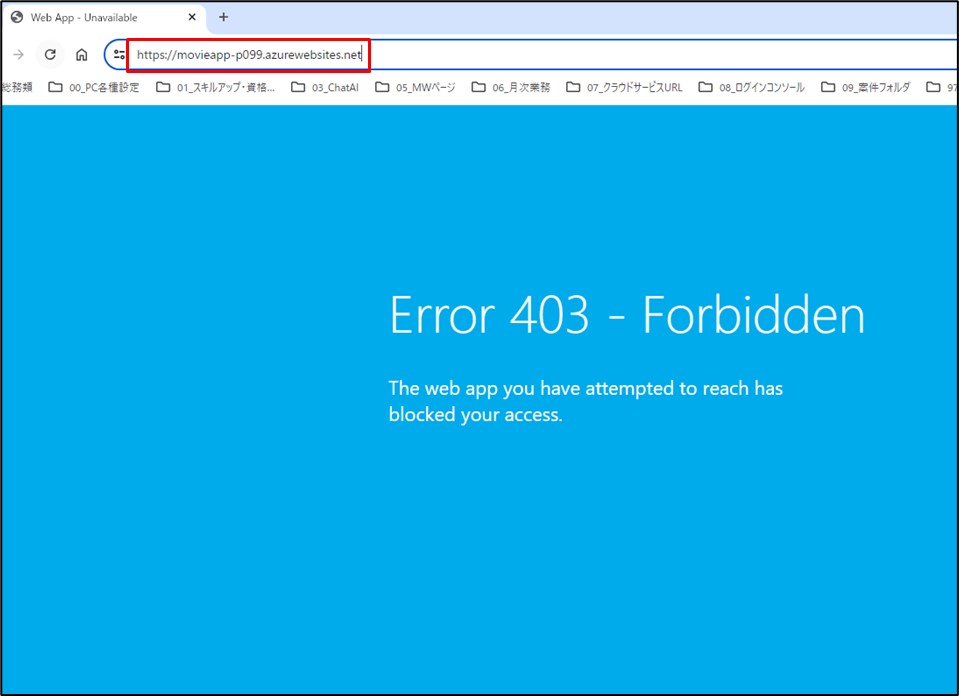 Web App - Unavailable
https://movieapp-p099.azurewebsites.net
総務類 00_PC各種設定 01_スキルアップ・資格... 03_ChatAI 05_MWページ 06_月次業務 07_クラウドサービスURL 08_ログインコンソール 09_案件フォルダ 97
Error 403 - Forbidden
The web app you have attempted to reach has
blocked your access.